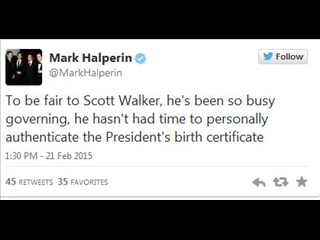 Mark Halperin
@MarkHalperin
Follow
To be fair to Scott Walker, he's been so busy
governing, he hasn't had time to personally
authenticate the President's birth certificate
1:30 PM - 21 Feb 2015
45 RETWEETS 35 FAVORITES